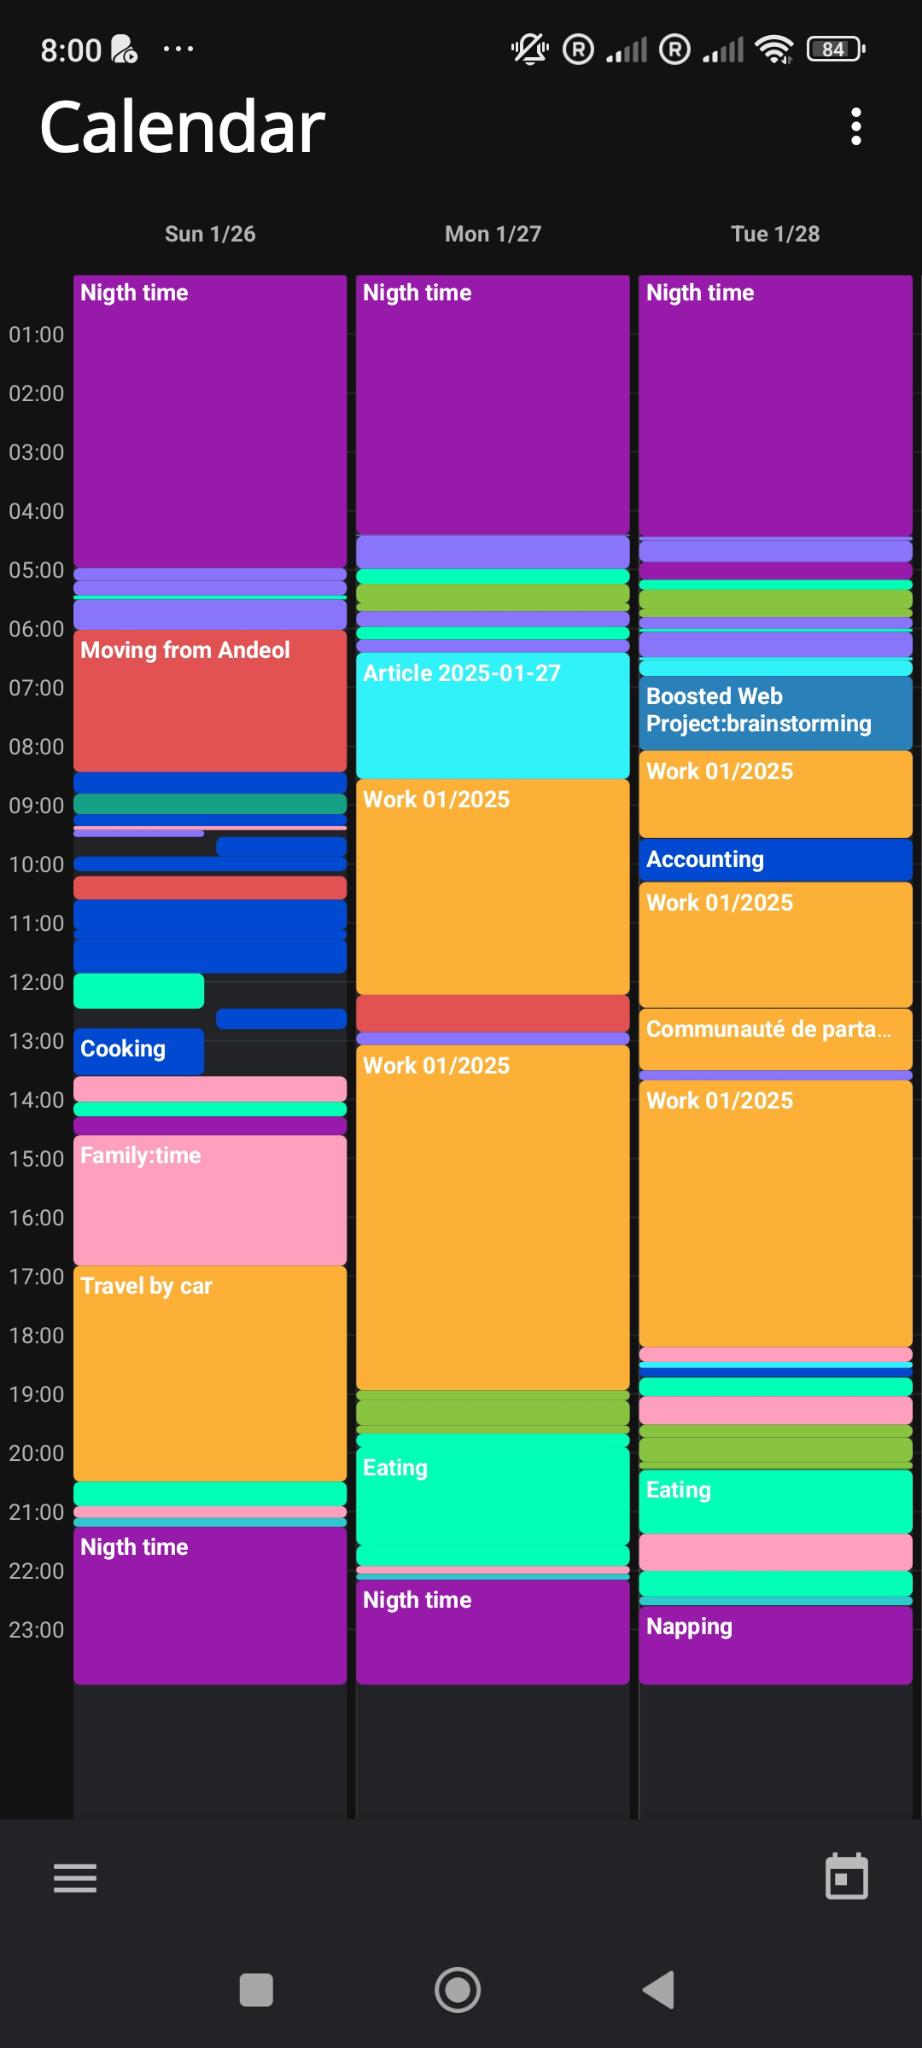 8:00
84
Calendar
Sun 1/26
Mon 1/27
Tue 1/28
Nigth time
Nigth time
Nigth time
01:00
02:00
03:00
04:00
05:00
06:00
Moving from Andeol
Article 2025-01-27
07:00
Boosted Web
Project:brainstorming
08:00
Work 01/2025
Work 01/2025
09:00
Accounting
10:00
Work 01/2025
11:00
12:00
Communauté de parta...
13:00
Cooking
Work 01/2025
Work 01/2025
14:00
15:00
Family:time
16:00
17:00
Travel by car
18:00
19:00
20:00
Eating
Eating
21:00
Nigth time
22:00
Nigth time
Napping
23:00